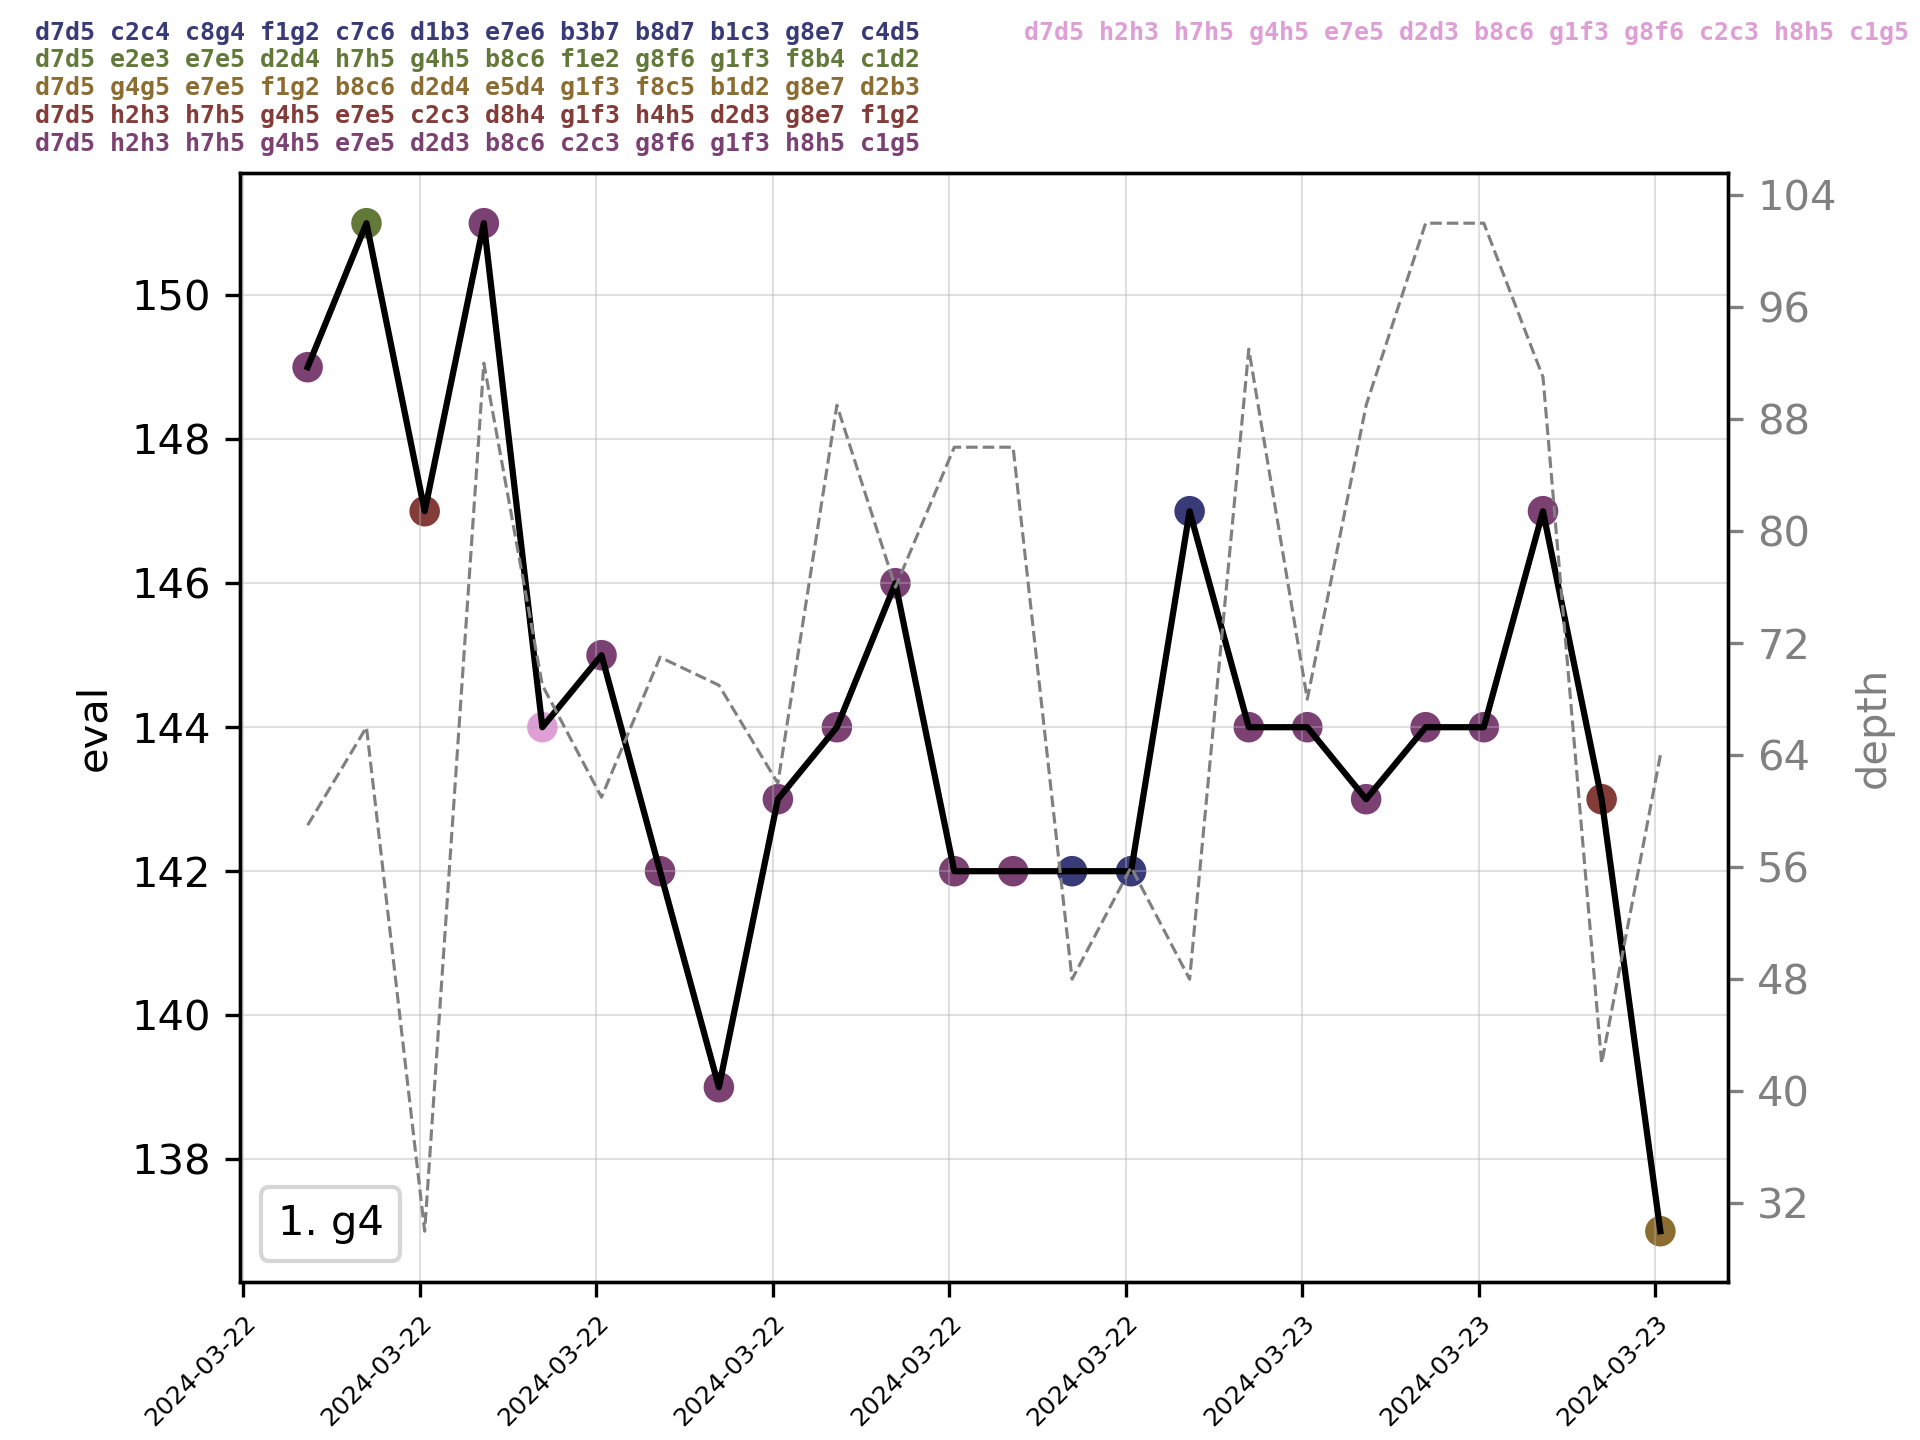 d7d5 c2c4 c8g4 f1g2 c7c6 d1b3 e7e6 b3b7 b8d7 b1c3 g8e7 c4d5
d7d5 e2e3 e7e5 d2d4 h7h5 g4h5 b8c6 f1e2 g8f6 g1f3 f8b4 c1d2
d7d5 g4g5 e7e5 f1g2 b8c6 d2d4 e5d4 g1f3 f8c5 b1d2 g8e7 d2b3
d7d5 h2h3 h7h5 g4h5 e7e5 c2c3 d8h4 g1f3 h4h5 d2d3 g8e7 f1g2
d7d5 h2h3 h7h5 g4h5 e7e5 d2d3 b8c6 c2c3 g8f6 g1f3 h8h5 c1g5
d7d5 h2h3 h7h5 g4h5 e7e5 d2d3 b8c6 g1f3 g8f6 c2c3 h8h5 c1g5
150
148
146
144
142
140
138
eval
104
96
88
80
72
64
56
48
40
32
depth
1. g4
2024-03-22
2024-03-22
2024-03-22
2024-03-22
2024-03-22
2024-03-22
2024-03-23
2024-03-23
2024-03-23